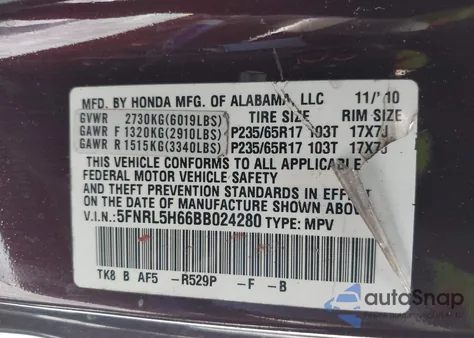 MFD. BY HONDA MFG. OF ALABAMA, LLC 11/'10
GVWR 2730KG(6019LBS) TIRE SIZE RIM SIZE
GAWR F 1320KG(2910LBS) P235/65R17 103T 17X7J
GAWR R 1515KG(3340LBS) P235/65R17 103T 17X7J
THIS VEHICLE CONFORMS TO ALL APPLICABLE
FEDERAL MOTOR VEHICLE SAFETY
AND THEFT PREVENTION STANDARDS IN EFFECT
ON THE DATE OF MANUFACTURE SHOWN ABOVE.
V.I.N.: 5FNRL5H66BB024280 TYPE: MPV
TK8 B AF5 -R529P -F -B
autoSnap